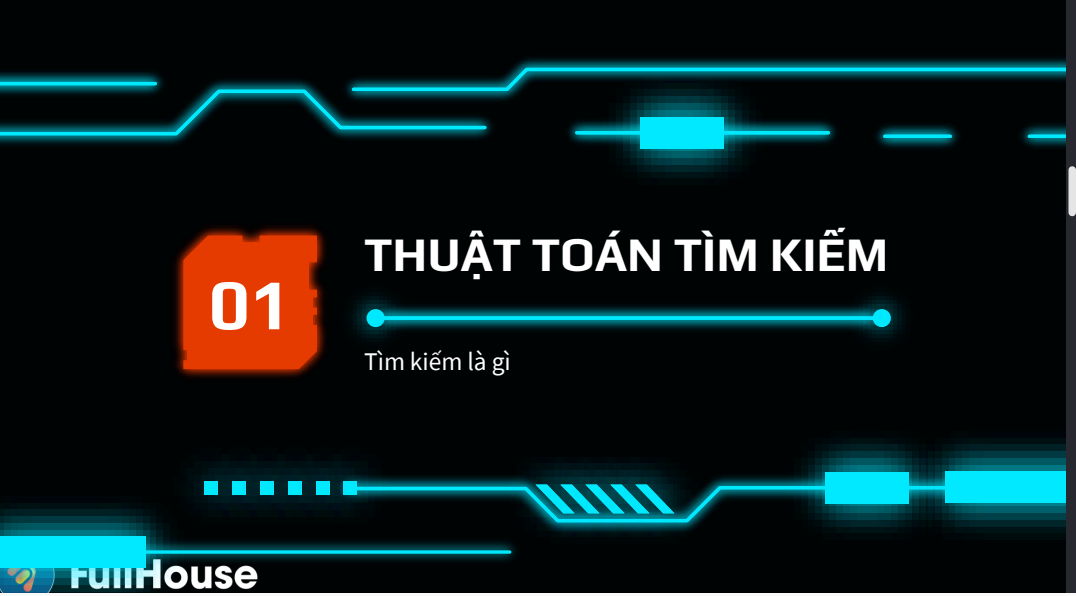 01
THUẬT TOÁN TÌM KIẾM
Tìm kiếm là gì
FullHouse